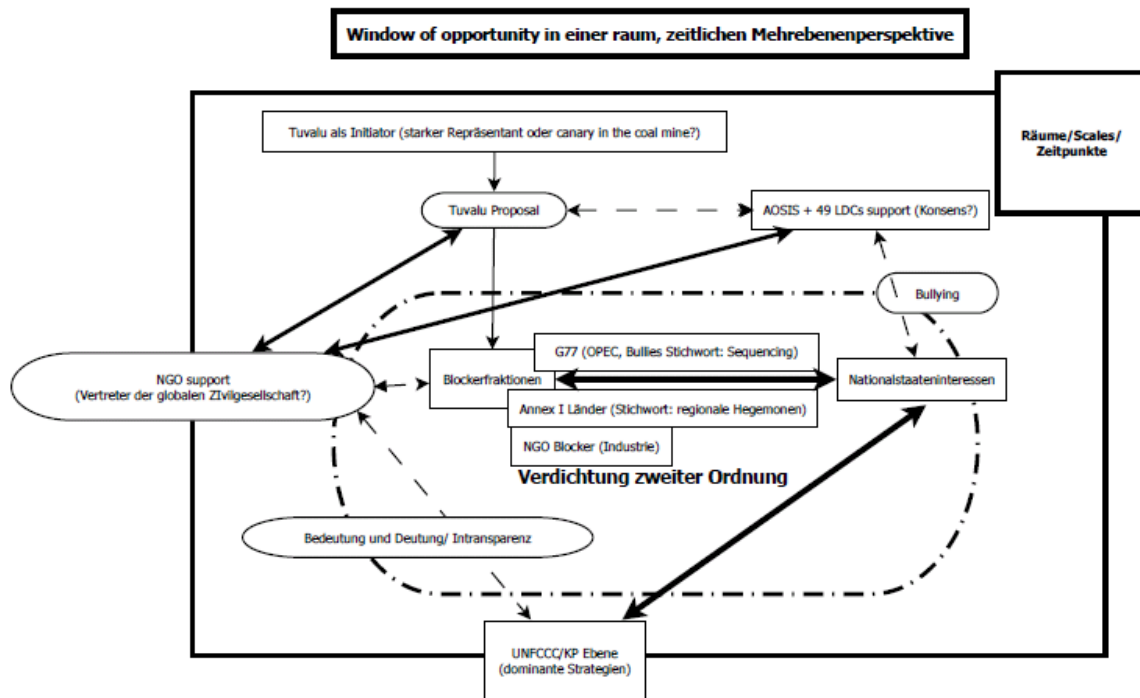 Window of opportunity in einer raum, zeitlichen Mehrebenenperspektive
Räume/Scales/
Zeitpunkte
Tuvalu als Initiator (starker Repräsentant oder canary in the coal mine?)
Tuvalu Proposal
AOSIS + 49 LDCs support (Konsens?)
Bullying
G77 (OPEC, Bullies Stichwort: Sequencing)
NGO support
(Vertreter der globalen ZIvilgesellschaft?)
Blockerfraktionen
Nationalstaateninteressen
Annex I Länder (Stichwort: regionale Hegemonen)
NGO Blocker (Industrie)
Verdichtung zweiter Ordnung
Bedeutung und Deutung/ Intransparenz
UNFCCC/KP Ebene
(dominante Strategien)